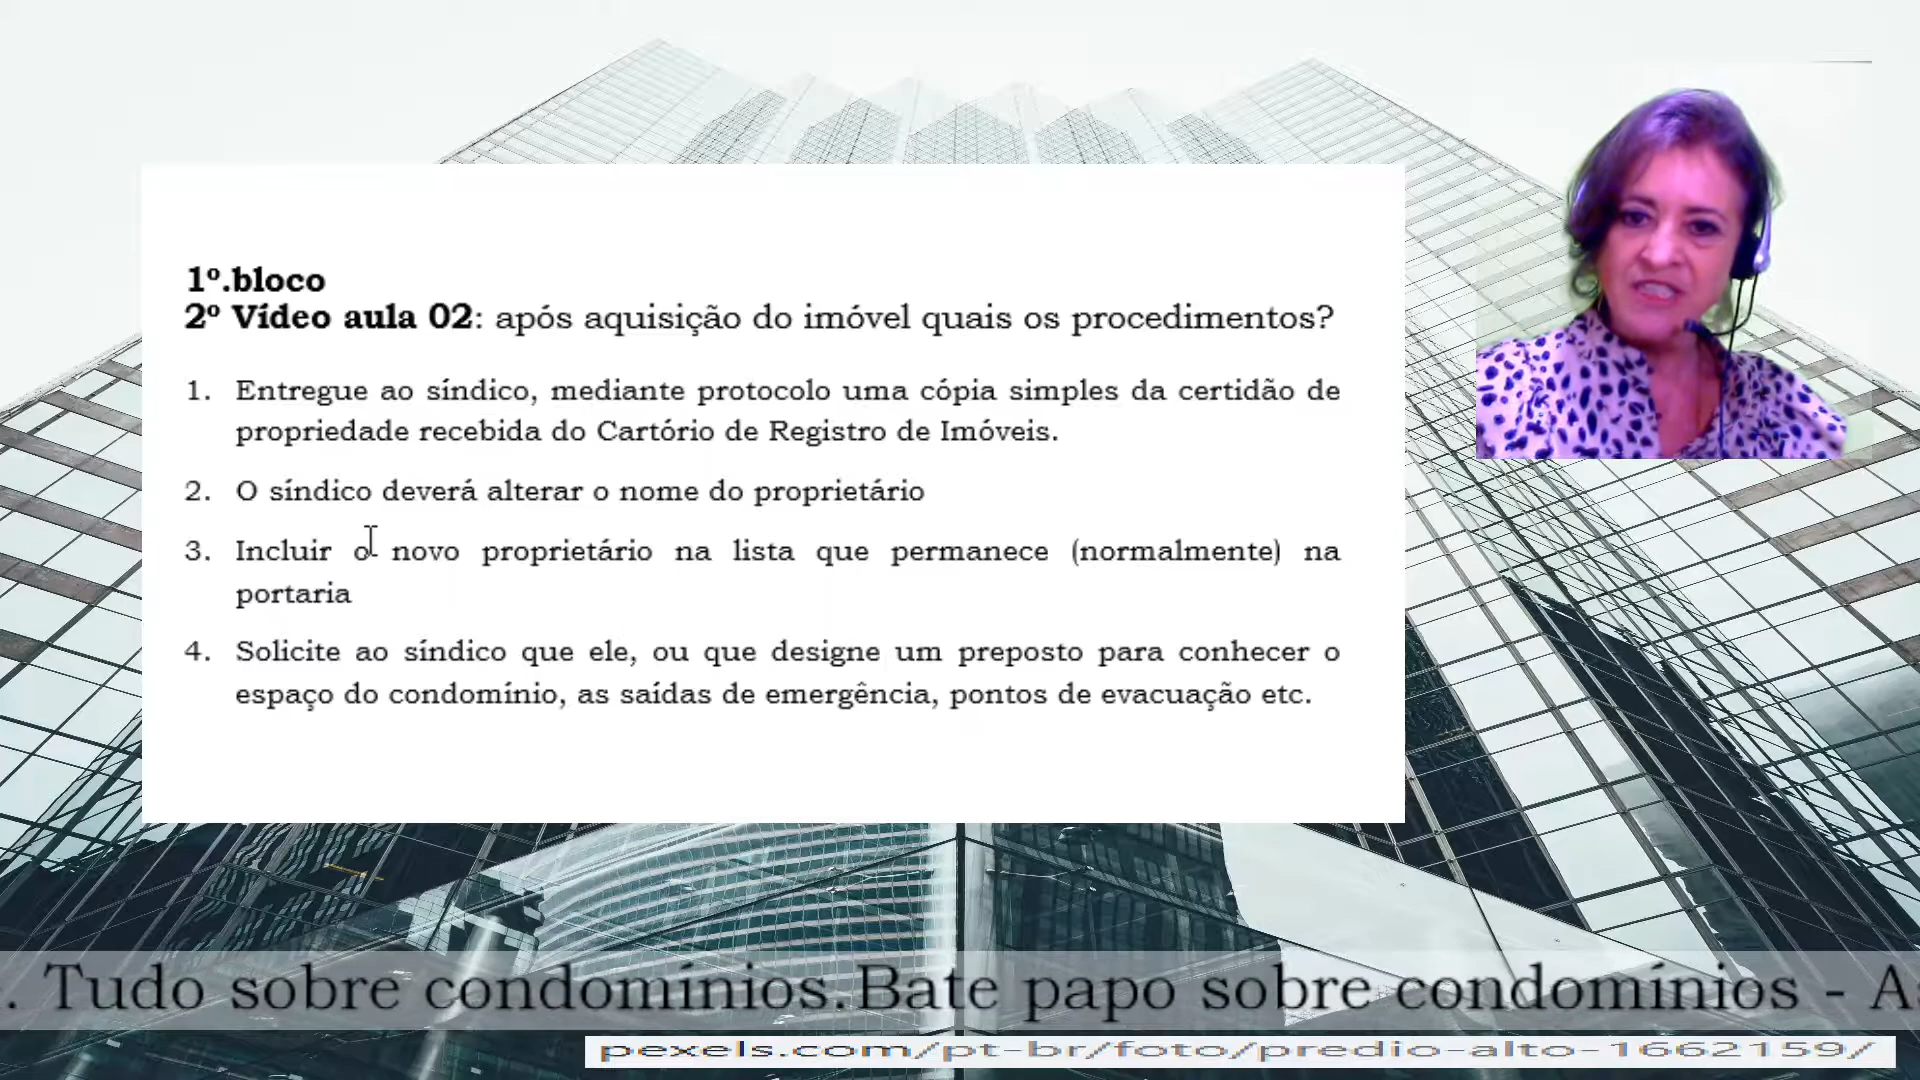 1º.bloco
2º Vídeo aula 02: após aquisição do imóvel quais os procedimentos?
1. Entregue ao síndico, mediante protocolo uma cópia simples da certidão de
propriedade recebida do Cartório de Registro de Imóveis.
2. O síndico deverá alterar o nome do proprietário
3. Incluir o novo proprietário na lista que permanece (normalmente) na
portaria
4. Solicite ao síndico que ele, ou que designe um preposto para conhecer o
espaço do condomínio, as saídas de emergência, pontos de evacuação etc.
. Tudo sobre condomínios.Bate papo sobre condomínios - A
pexels.com/pt-br/foto/predio-alto-1662159/